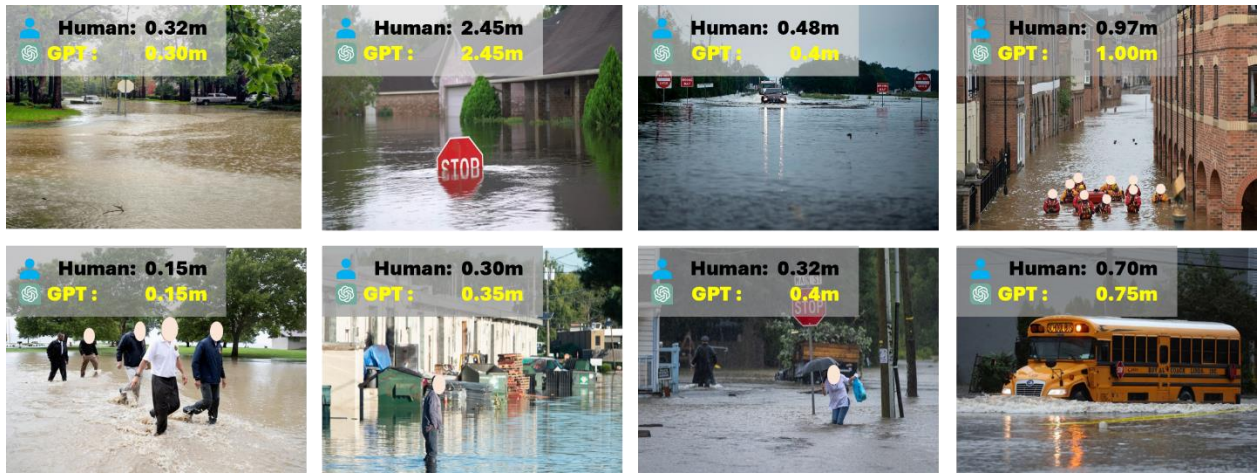 Human: 0.32m
GPT: 0.30m
Human: 2.45m
GPT: 2.45m
STOP
Human: 0.48m
GPT: 0.4m
Human: 0.97m
GPT: 1.00m
Human: 0.15m
GPT: 0.15m
Human: 0.30m
GPT: 0.35m
Human: 0.32m
GPT: 0.4m
STOP
Human: 0.70m
GPT: 0.75m
SCHOOL BUS